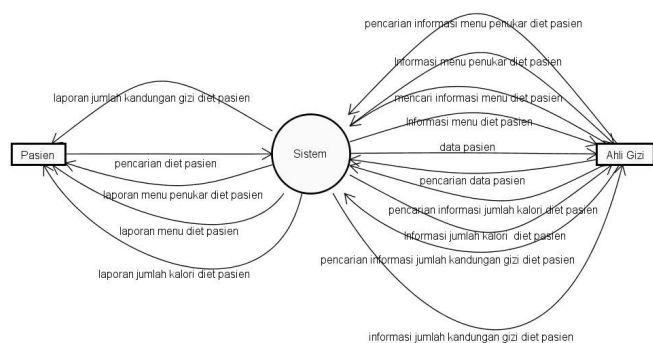 pencarian informasi menu penukar diet pasien
Informasi menu penukar diet pasien
laporan jumlah kandungan gizi diet pasien
mencari informasi menu diet pasien
Informasi menu diet pasien
data pasien
Pasien
Sistem
Ahli Gizi
pencarian diet pasien
pencarian data pasien
laporan menu penukar diet pasien
pencarian informasi jumlah kalori diet pasien
laporan menu diet pasien
Informasi jumlah kalori diet pasien
pencarian informasi jumlah kandungan gizi diet pasien
laporan jumlah kalori diet pasien
informasi jumlah kandungan gizi diet pasien